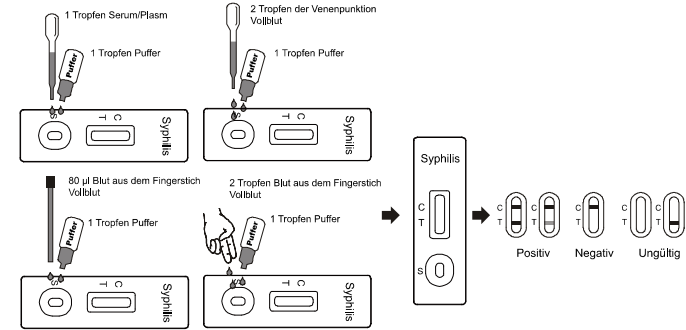 1 Tropfen Serum/Plasm
1 Tropfen Puffer
Puffer
S
T C
Syphilis
2 Tropfen der Venenpunktion
Vollblut
1 Tropfen Puffer
Puffer
S
T C
Syphilis
80 µl Blut aus dem Fingerstich
Vollblut
1 Tropfen Puffer
Puffer
S
T C
Syphilis
2 Tropfen Blut aus dem Fingerstich
Vollblut
1 Tropfen Puffer
Puffer
S
T C
Syphilis
Syphilis
C
T
S
C C C C
T T T T
Positiv Negativ Ungültig